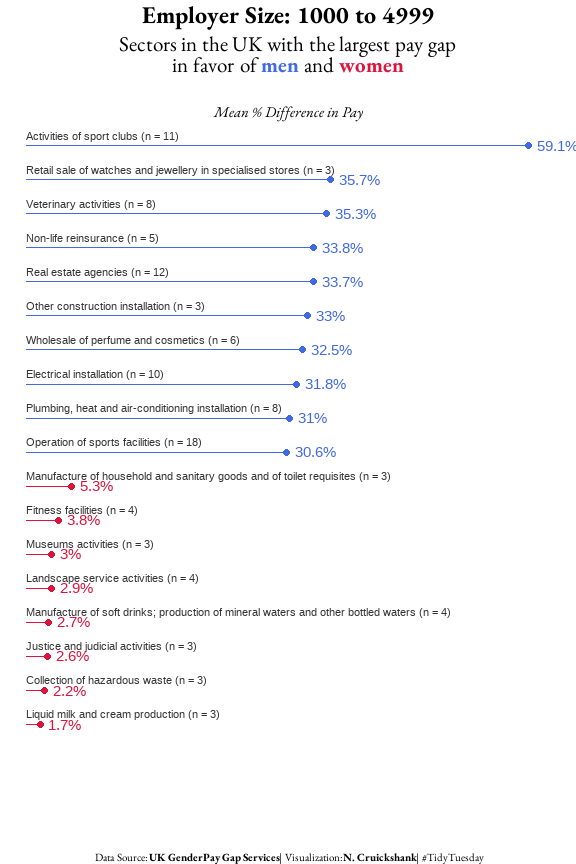 Employer Size: 1000 to 4999
Sectors in the UK with the largest pay gap
in favor of men and women
Mean % Difference in Pay
Activities of sport clubs (n = 11)
59.1%
Retail sale of watches and jewellery in specialised stores (n = 3)
35.7%
Veterinary activities (n = 8)
35.3%
Non-life reinsurance (n = 5)
33.8%
Real estate agencies (n = 12)
33.7%
Other construction installation (n = 3)
33%
Wholesale of perfume and cosmetics (n = 6)
32.5%
Electrical installation (n = 10)
31.8%
Plumbing, heat and air-conditioning installation (n = 8)
31%
Operation of sports facilities (n = 18)
30.6%
Manufacture of household and sanitary goods and of toilet requisites (n = 3)
5.3%
Fitness facilities (n = 4)
3.8%
Museums activities (n = 3)
3%
Landscape service activities (n = 4)
2.9%
Manufacture of soft drinks; production of mineral waters and other bottled waters (n = 4)
2.7%
Justice and judicial activities (n = 3)
2.6%
Collection of hazardous waste (n = 3)
2.2%
Liquid milk and cream production (n = 3)
1.7%
Data Source: UK GenderPay Gap Services| Visualization: N. Cruickshank| #TidyTuesday